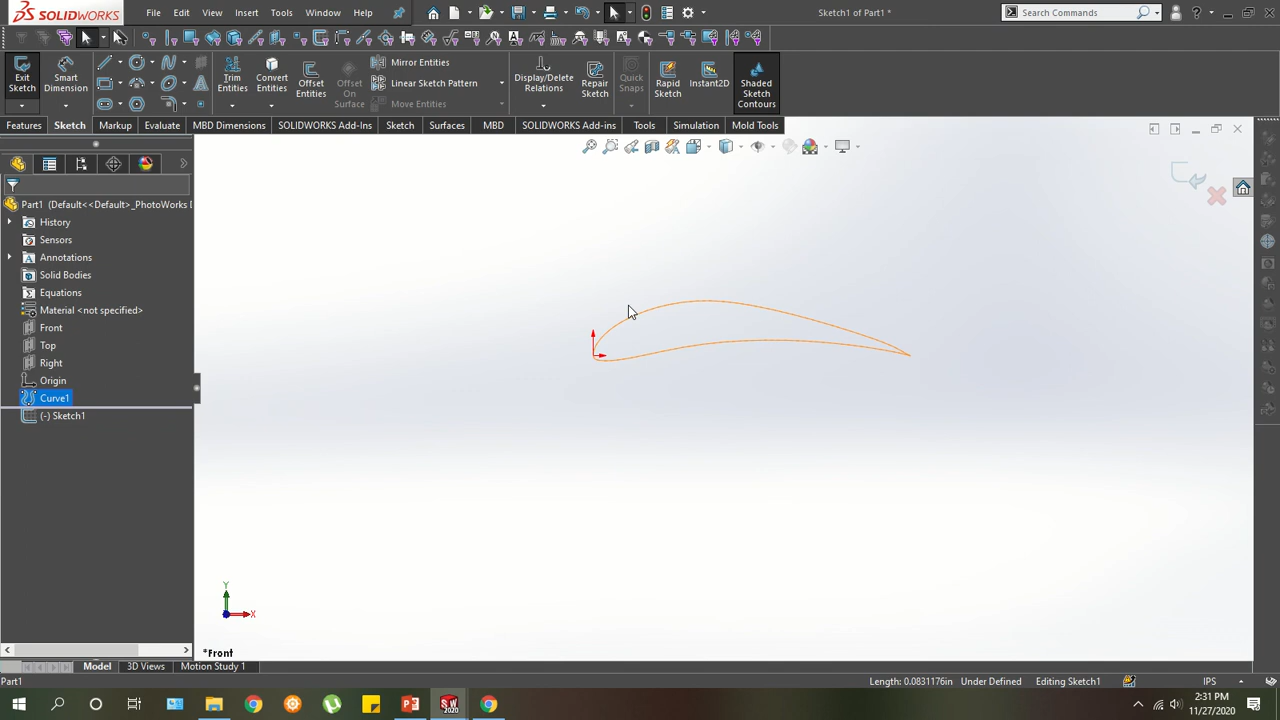 SOLIDWORKS File Edit View Insert Tools Window Help Sketch1 of Part1 * Search Commands
Exit Sketch
Smart Dimension
Trim Entities
Convert Entities
Offset Entities
Offset On Surface
Mirror Entities
Linear Sketch Pattern
Move Entities
Display/Delete Relations
Repair Sketch
Quick Snaps
Rapid Sketch
Instant2D
Shaded Sketch Contours
Features Sketch Markup Evaluate MBD Dimensions SOLIDWORKS Add-Ins Sketch Surfaces MBD SOLIDWORKS Add-ins Tools Simulation Mold Tools
Part1 (Default<<Default>_PhotoWorks D
History
Sensors
Annotations
Solid Bodies
Equations
Material <not specified>
Front
Top
Right
Origin
Curve1
(-) Sketch1
Y
X
*Front
Model 3D Views Motion Study 1
Part1 Length: 0.0831176in Under Defined Editing Sketch1 IPS
SW 2020
2:31 PM
11/27/2020